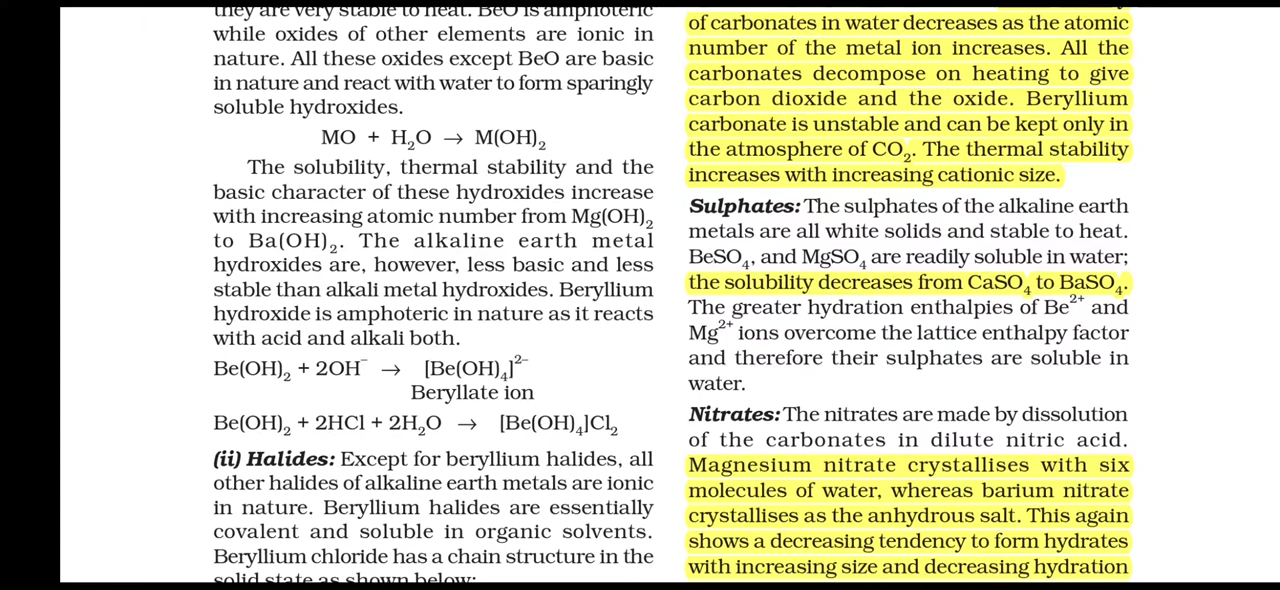 they are very stable to heat. BeO is amphoteric
while oxides of other elements are ionic in
nature. All these oxides except BeO are basic
in nature and react with water to form sparingly
soluble hydroxides.
MO + H₂O → M(OH)₂
The solubility, thermal stability and the
basic character of these hydroxides increase
with increasing atomic number from Mg(OH)₂
to Ba(OH)₂. The alkaline earth metal
hydroxides are, however, less basic and less
stable than alkali metal hydroxides. Beryllium
hydroxide is amphoteric in nature as it reacts
with acid and alkali both.
Be(OH)₂ + 2OH⁻ → [Be(OH)₄]²⁻
Beryllate ion
Be(OH)₂ + 2HCl + 2H₂O → [Be(OH)₄]Cl₂
(ii) Halides: Except for beryllium halides, all
other halides of alkaline earth metals are ionic
in nature. Beryllium halides are essentially
covalent and soluble in organic solvents.
Beryllium chloride has a chain structure in the
solid state as shown below:
of carbonates in water decreases as the atomic
number of the metal ion increases. All the
carbonates decompose on heating to give
carbon dioxide and the oxide. Beryllium
carbonate is unstable and can be kept only in
the atmosphere of CO₂. The thermal stability
increases with increasing cationic size.
Sulphates: The sulphates of the alkaline earth
metals are all white solids and stable to heat.
BeSO₄, and MgSO₄ are readily soluble in water;
the solubility decreases from CaSO₄ to BaSO₄.
The greater hydration enthalpies of Be²⁺ and
Mg²⁺ ions overcome the lattice enthalpy factor
and therefore their sulphates are soluble in
water.
Nitrates: The nitrates are made by dissolution
of the carbonates in dilute nitric acid.
Magnesium nitrate crystallises with six
molecules of water, whereas barium nitrate
crystallises as the anhydrous salt. This again
shows a decreasing tendency to form hydrates
with increasing size and decreasing hydration